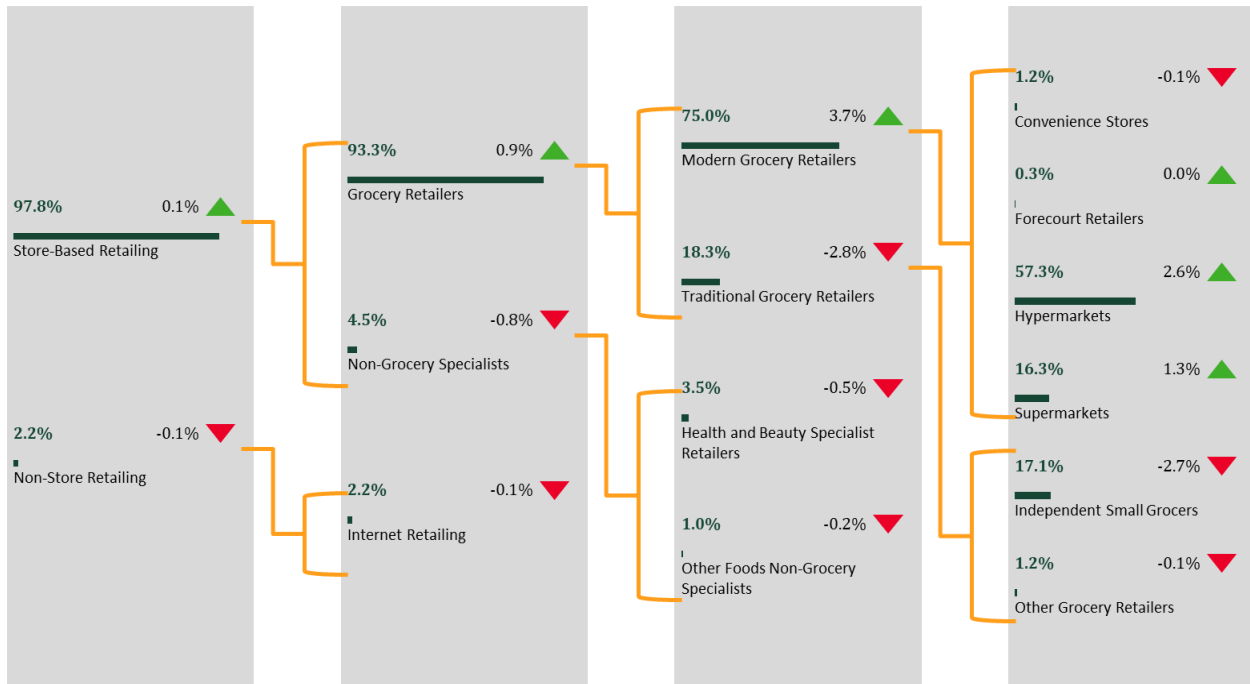 97.8% 0.1%
Store-Based Retailing
2.2% -0.1%
Non-Store Retailing
93.3% 0.9%
Grocery Retailers
4.5% -0.8%
Non-Grocery Specialists
2.2% -0.1%
Internet Retailing
75.0% 3.7%
Modern Grocery Retailers
18.3% -2.8%
Traditional Grocery Retailers
3.5% -0.5%
Health and Beauty Specialist
Retailers
1.0% -0.2%
Other Foods Non-Grocery
Specialists
1.2% -0.1%
Convenience Stores
0.3% 0.0%
Forecourt Retailers
57.3% 2.6%
Hypermarkets
16.3% 1.3%
Supermarkets
17.1% -2.7%
Independent Small Grocers
1.2% -0.1%
Other Grocery Retailers